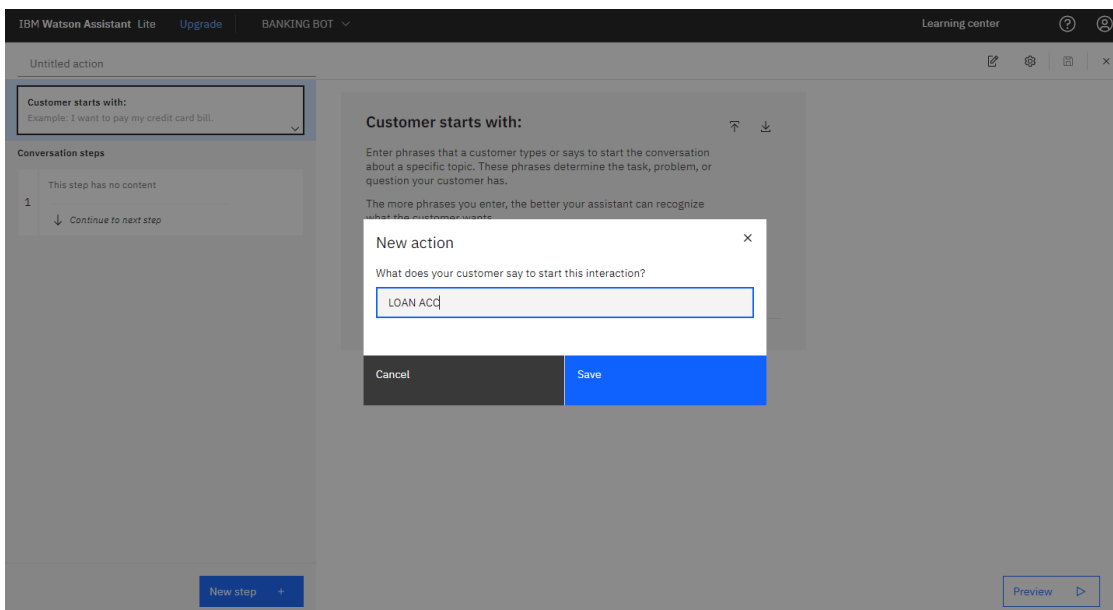 IBM Watson Assistant Lite Upgrade BANKING BOT Learning center
Untitled action
Customer starts with:
Example: I want to pay my credit card bill.
Conversation steps
This step has no content
1
Continue to next step
Customer starts with:
Enter phrases that a customer types or says to start the conversation
about a specific topic. These phrases determine the task, problem, or
question your customer has.
The more phrases you enter, the better your assistant can recognize
what the customer wants.
New action
What does your customer say to start this interaction?
LOAN ACC
Cancel Save
New step +
Preview